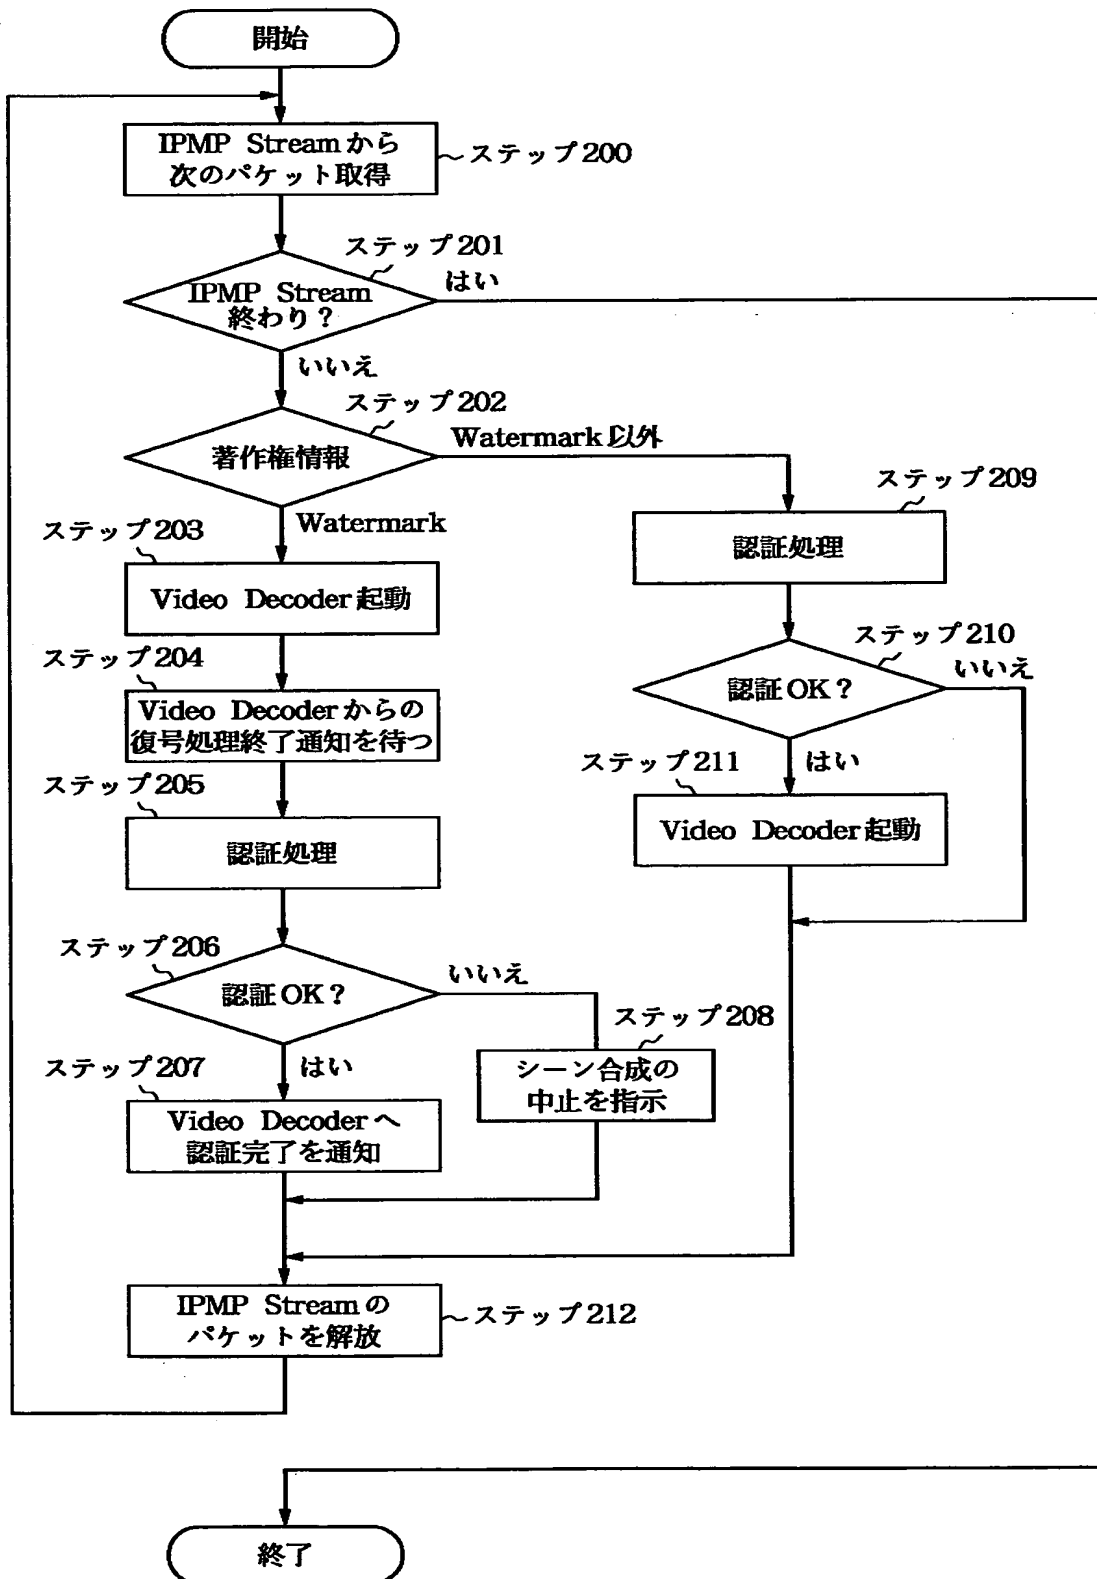 開始
IPMP Streamから
次のパケット取得
ステップ200
ステップ201
はい
IPMP Stream
終わり？
いいえ
ステップ202
著作権情報
Watermark以外
ステップ209
認証処理
Watermark
ステップ203
Video Decoder起動
ステップ210
認証OK？
いいえ
ステップ204
Video Decoderからの
復号処理終了通知を待つ
はい
ステップ211
Video Decoder起動
ステップ205
認証処理
ステップ206
認証OK？
いいえ
ステップ208
シーン合成の
中止を指示
はい
ステップ207
Video Decoderへ
認証完了を通知
IPMP Streamの
パケットを解放
ステップ212
終了